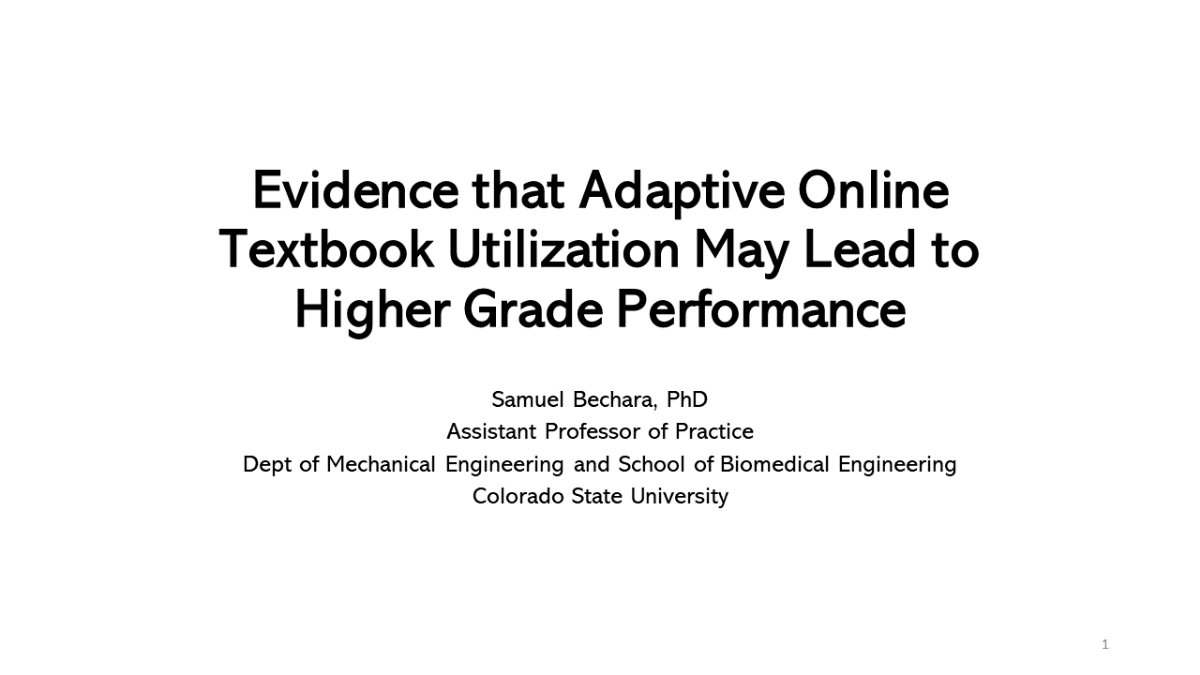 Evidence that Adaptive Online
Textbook Utilization May Lead to
Higher Grade Performance
Samuel Bechara, PhD
Assistant Professor of Practice
Dept of Mechanical Engineering and School of Biomedical Engineering
Colorado State University
1